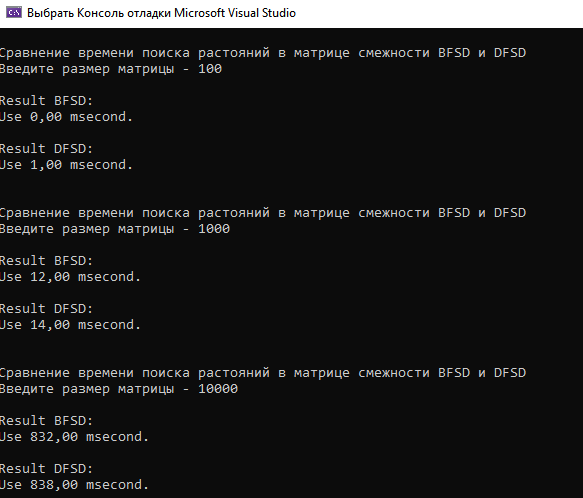 Выбрать Консоль отладки Microsoft Visual Studio
Сравнение времени поиска растояний в матрице смежности BFSD и DFSD
Введите размер матрицы - 100
Result BFSD:
Use 0,00 msecond.
Result DFSD:
Use 1,00 msecond.
Сравнение времени поиска растояний в матрице смежности BFSD и DFSD
Введите размер матрицы - 1000
Result BFSD:
Use 12,00 msecond.
Result DFSD:
Use 14,00 msecond.
Сравнение времени поиска растояний в матрице смежности BFSD и DFSD
Введите размер матрицы - 10000
Result BFSD:
Use 832,00 msecond.
Result DFSD:
Use 838,00 msecond.